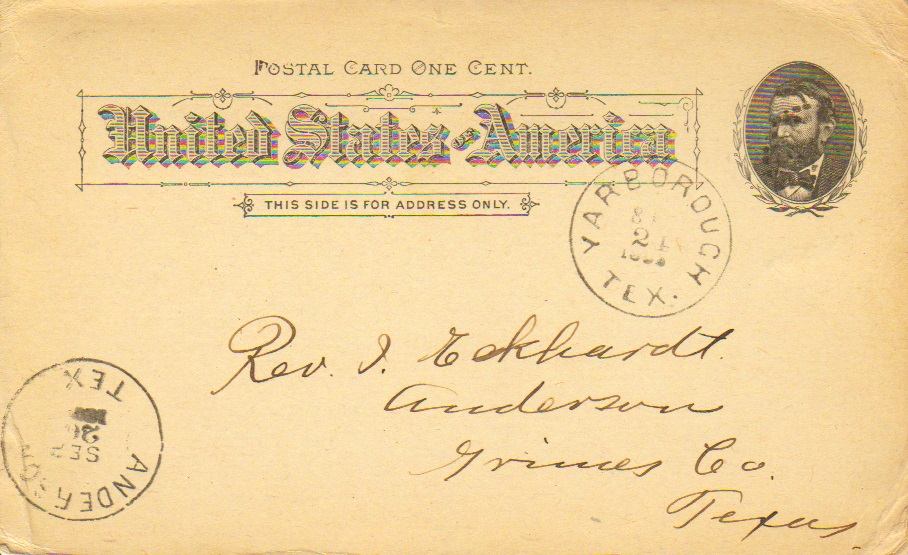 POSTAL CARD ONE CENT.
United States of America
THIS SIDE IS FOR ADDRESS ONLY.
YARBOROUGH
TEX.
Rev. J. Eckhardt.
Anderson
Grimes Co.
Texas
ANDERSON
TEX
SEP